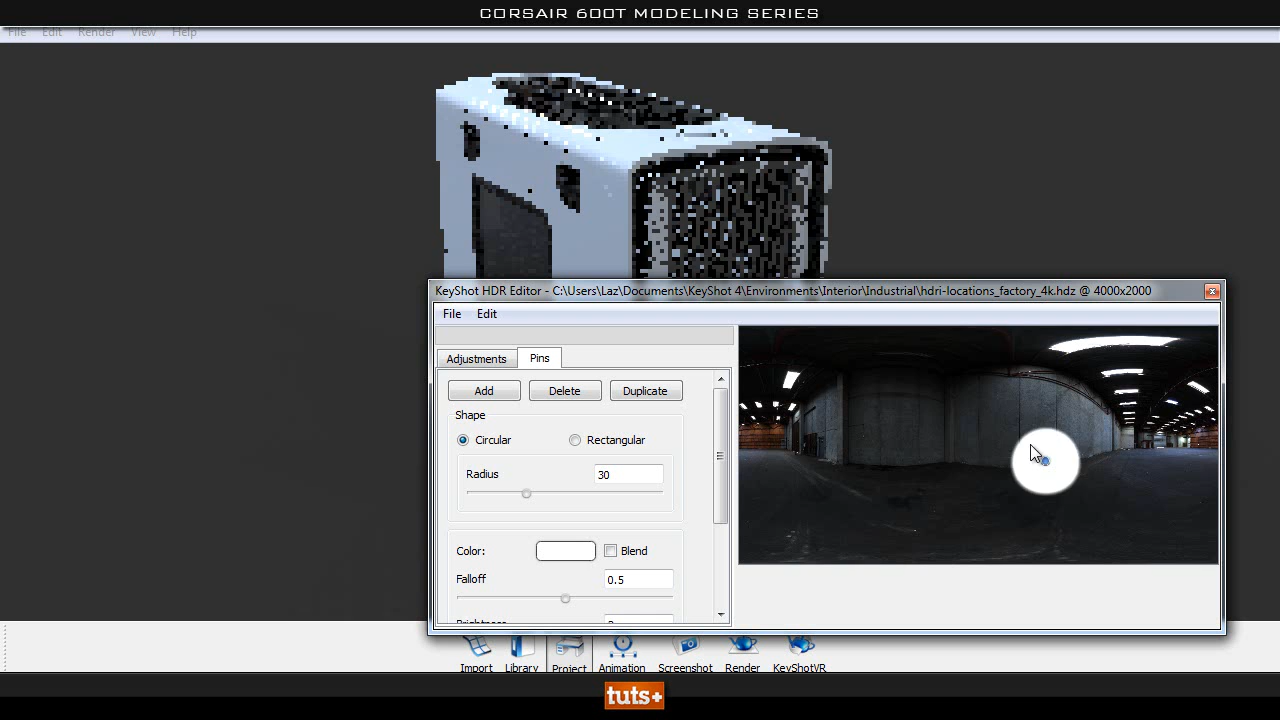 CORSAIR 600T MODELING SERIES
File Edit Render View Help
KeyShot HDR Editor - C:\Users\Laz\Documents\KeyShot 4\Environments\Interior\Industrial\hdri-locations_factory_4k.hdz @ 4000x2000
File Edit
Adjustments Pins
Add Delete Duplicate
Shape
Circular Rectangular
Radius 30
Color: Blend
Falloff 0.5
Brightness
Import Library Project Animation Screenshot Render KeyShotVR
tuts+